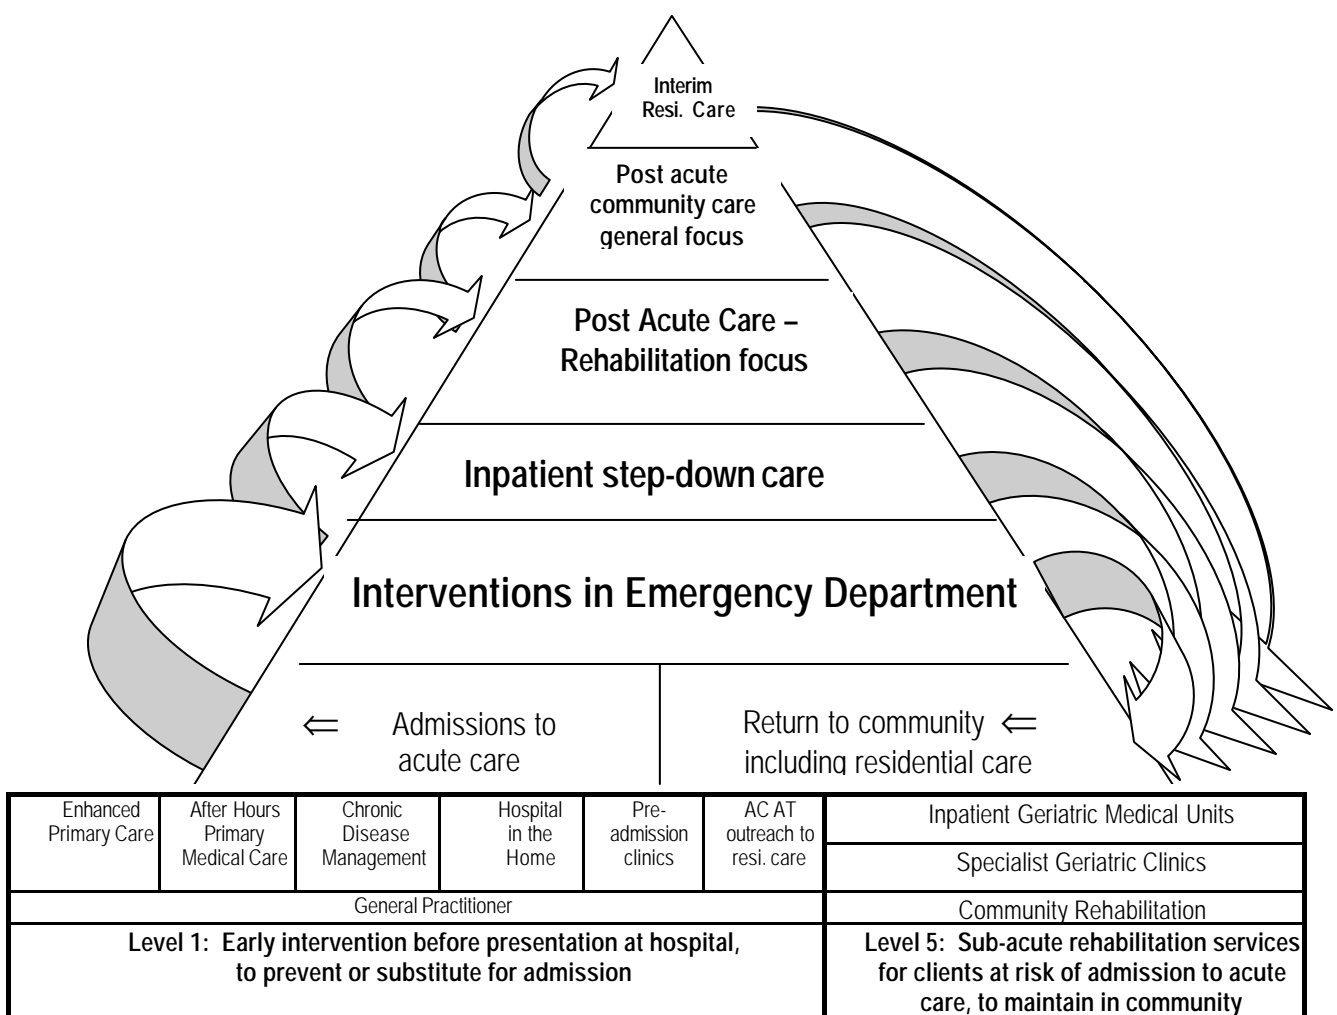 Interim
Resi. Care
Post acute
community care
general focus
Post Acute Care –
Rehabilitation focus
Inpatient step-down care
Interventions in Emergency Department
⇐ Admissions to
acute care
Return to community ⇐
including residential care
Enhanced
Primary Care
After Hours
Primary
Medical Care
Chronic
Disease
Management
Hospital
in the
Home
Pre-
admission
clinics
AC AT
outreach to
resi. care
Inpatient Geriatric Medical Units
Specialist Geriatric Clinics
General Practitioner
Community Rehabilitation
Level 1: Early intervention before presentation at hospital,
to prevent or substitute for admission
Level 5: Sub-acute rehabilitation services
for clients at risk of admission to acute
care, to maintain in community